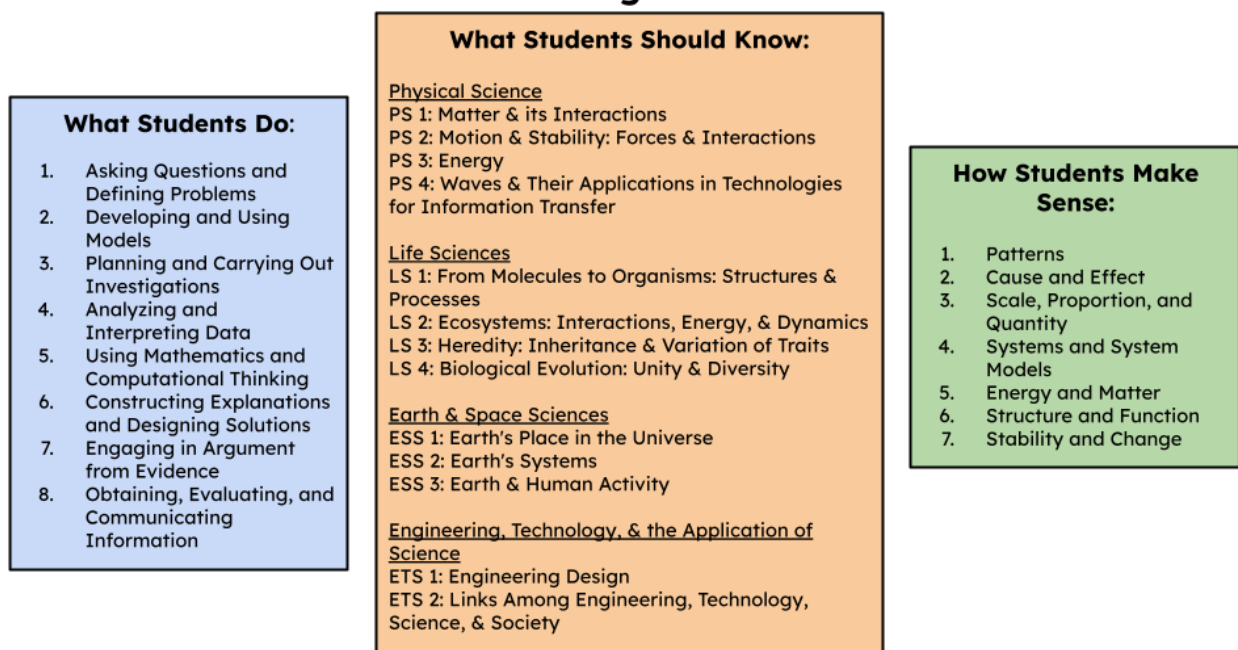 What Students Do:
1. Asking Questions and
Defining Problems
2. Developing and Using
Models
3. Planning and Carrying Out
Investigations
4. Analyzing and
Interpreting Data
5. Using Mathematics and
Computational Thinking
6. Constructing Explanations
and Designing Solutions
7. Engaging in Argument
from Evidence
8. Obtaining, Evaluating, and
Communicating
Information
What Students Should Know:
Physical Science
PS 1: Matter & its Interactions
PS 2: Motion & Stability: Forces & Interactions
PS 3: Energy
PS 4: Waves & Their Applications in Technologies
for Information Transfer
Life Sciences
LS 1: From Molecules to Organisms: Structures &
Processes
LS 2: Ecosystems: Interactions, Energy, & Dynamics
LS 3: Heredity: Inheritance & Variation of Traits
LS 4: Biological Evolution: Unity & Diversity
Earth & Space Sciences
ESS 1: Earth's Place in the Universe
ESS 2: Earth's Systems
ESS 3: Earth & Human Activity
Engineering, Technology, & the Application of
Science
ETS 1: Engineering Design
ETS 2: Links Among Engineering, Technology,
Science, & Society
How Students Make
Sense:
1. Patterns
2. Cause and Effect
3. Scale, Proportion, and
Quantity
4. Systems and System
Models
5. Energy and Matter
6. Structure and Function
7. Stability and Change